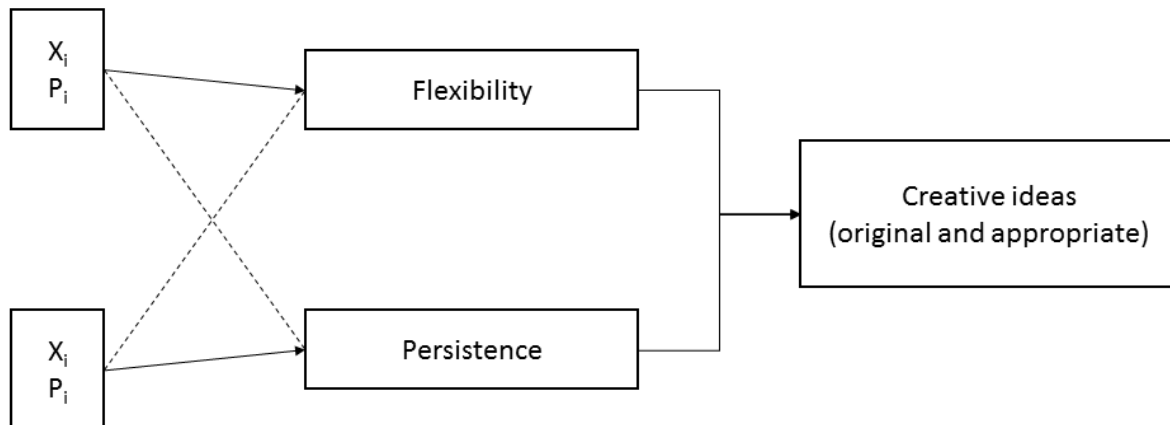 Xi
Pi
Flexibility
Creative ideas
(original and appropriate)
Xi
Pi
Persistence